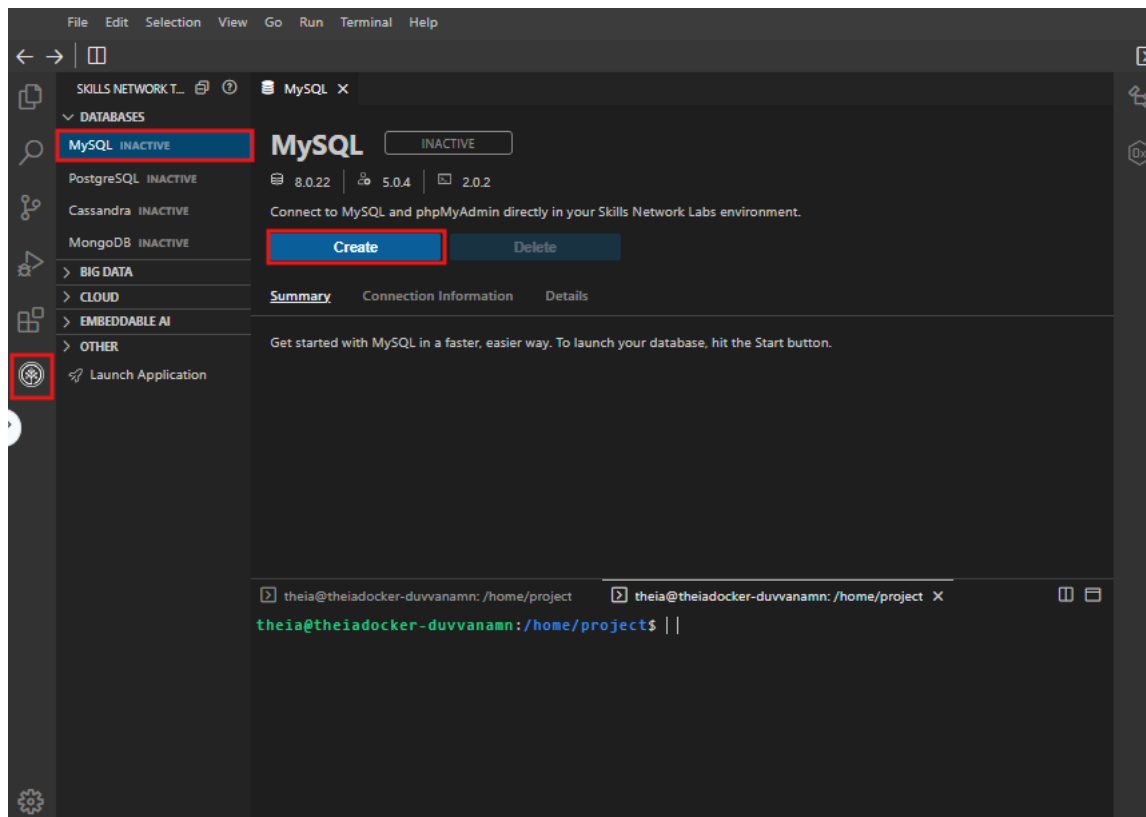 File Edit Selection View Go Run Terminal Help
SKILLS NETWORK T...
MySQL
DATABASES
MySQL INACTIVE
PostgreSQL INACTIVE
Cassandra INACTIVE
MongoDB INACTIVE
BIG DATA
CLOUD
EMBEDDABLE AI
OTHER
Launch Application
MySQL INACTIVE
8.0.22 5.0.4 2.0.2
Connect to MySQL and phpMyAdmin directly in your Skills Network Labs environment.
Create Delete
Summary Connection Information Details
Get started with MySQL in a faster, easier way. To launch your database, hit the Start button.
theia@theiadocker-duvvanamn: /home/project theia@theiadocker-duvvanamn: /home/project
theia@theiadocker-duvvanamn:/home/project$